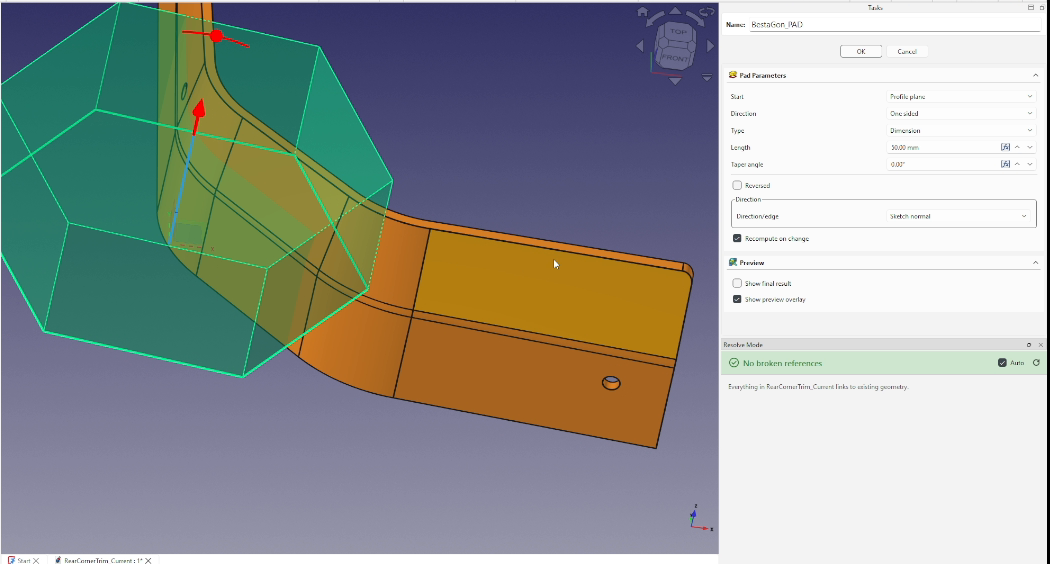 Tasks
Name: BestaGon_PAD
OK Cancel
Pad Parameters
Start Profile plane
Direction One sided
Type Dimension
Length 50.00 mm
Taper angle 0.00°
Reversed
Direction
Direction/edge Sketch normal
Recompute on change
Preview
Show final result
Show preview overlay
Resolve Mode
No broken references Auto
Everything in RearCornerTrim_Current links to existing geometry.
TOP
FRONT
z
x
Start RearCornerTrim_Current : 1*